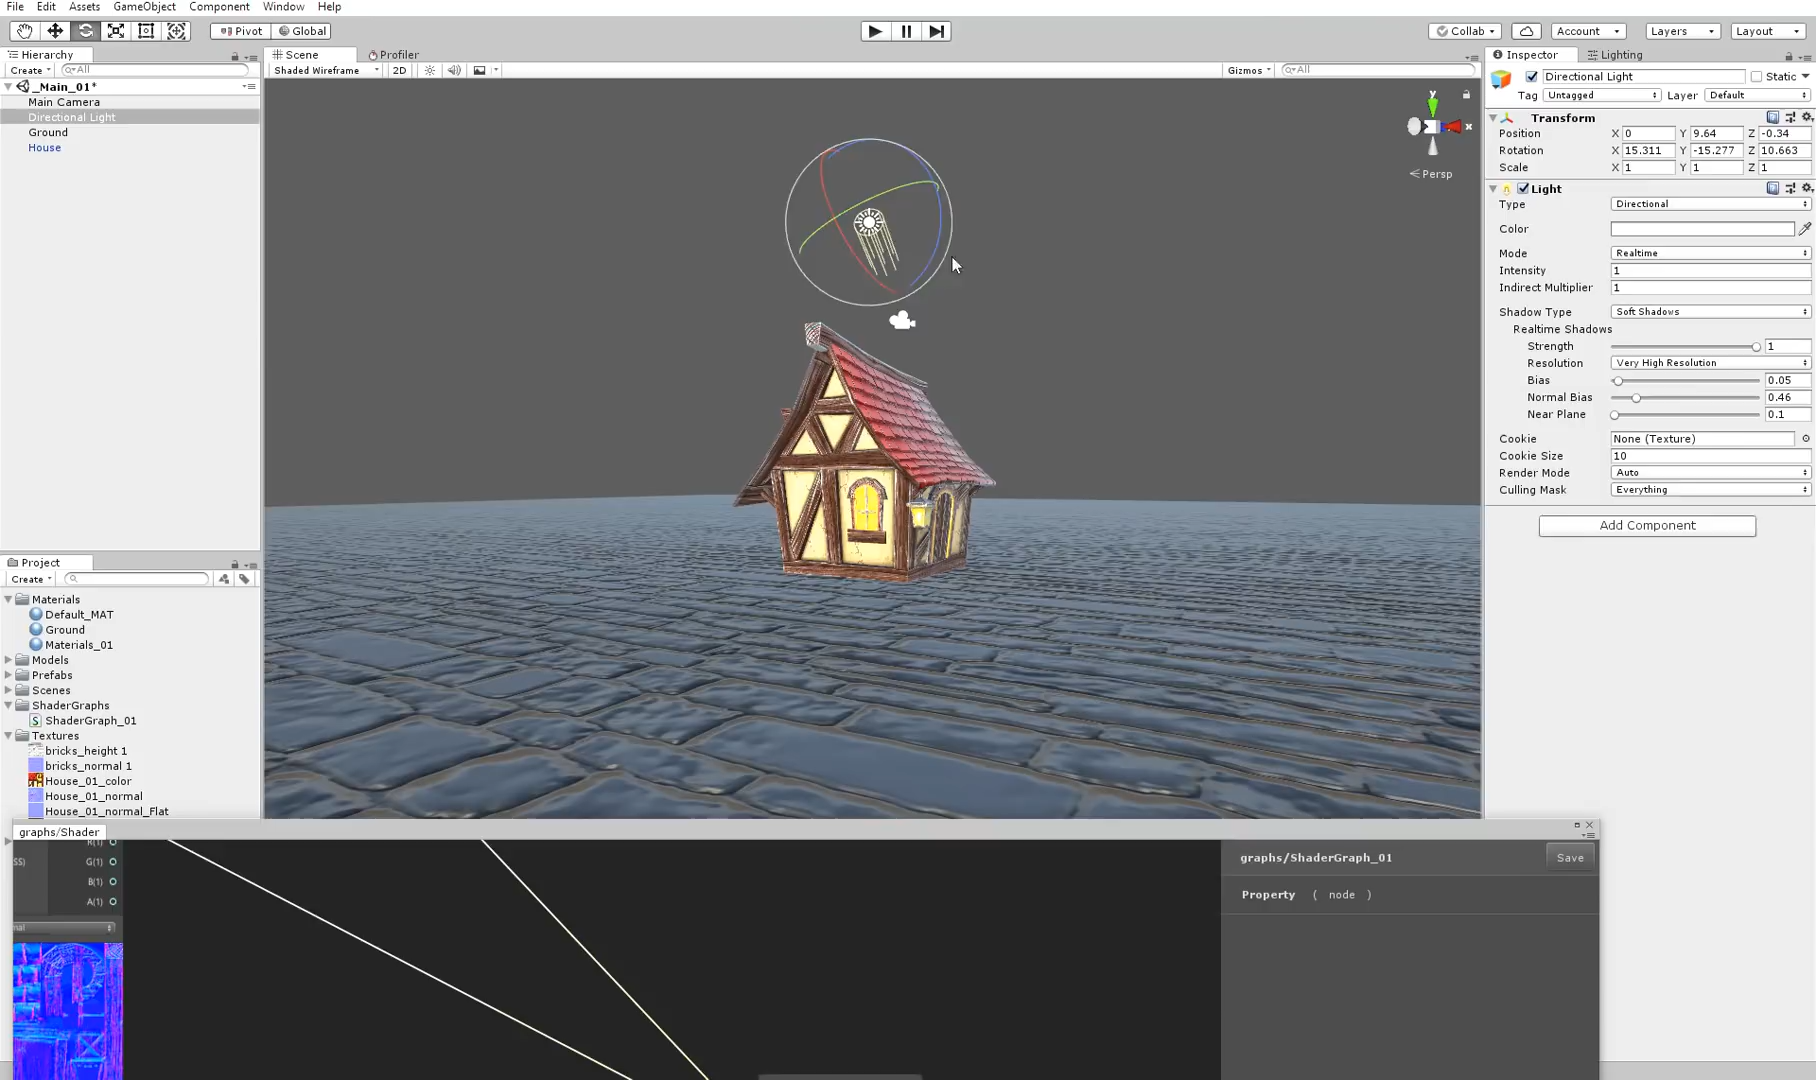 File Edit Assets GameObject Component Window Help
Pivot Global Collab Account Layers Layout
Hierarchy
Create All
_Main_01*
Main Camera
Directional Light
Ground
House
Scene Profiler
Shaded Wireframe 2D Gizmos All
y
x
Persp
Inspector Lighting
Directional Light Static
Tag Untagged Layer Default
Transform
Position X 0 Y 9.64 Z -0.34
Rotation X 15.311 Y -15.277 Z 10.663
Scale X 1 Y 1 Z 1
Light
Type Directional
Color
Mode Realtime
Intensity 1
Indirect Multiplier 1
Shadow Type Soft Shadows
Realtime Shadows
Strength 1
Resolution Very High Resolution
Bias 0.05
Normal Bias 0.46
Near Plane 0.1
Cookie None (Texture)
Cookie Size 10
Render Mode Auto
Culling Mask Everything
Add Component
Project
Create
Materials
Default_MAT
Ground
Materials_01
Models
Prefabs
Scenes
ShaderGraphs
ShaderGraph_01
Textures
bricks_height 1
bricks_normal 1
House_01_color
House_01_normal
House_01_normal_Flat
graphs/Shader
R(1)
SS) G(1)
B(1)
A(1)
mal
graphs/ShaderGraph_01 Save
Property ( node )